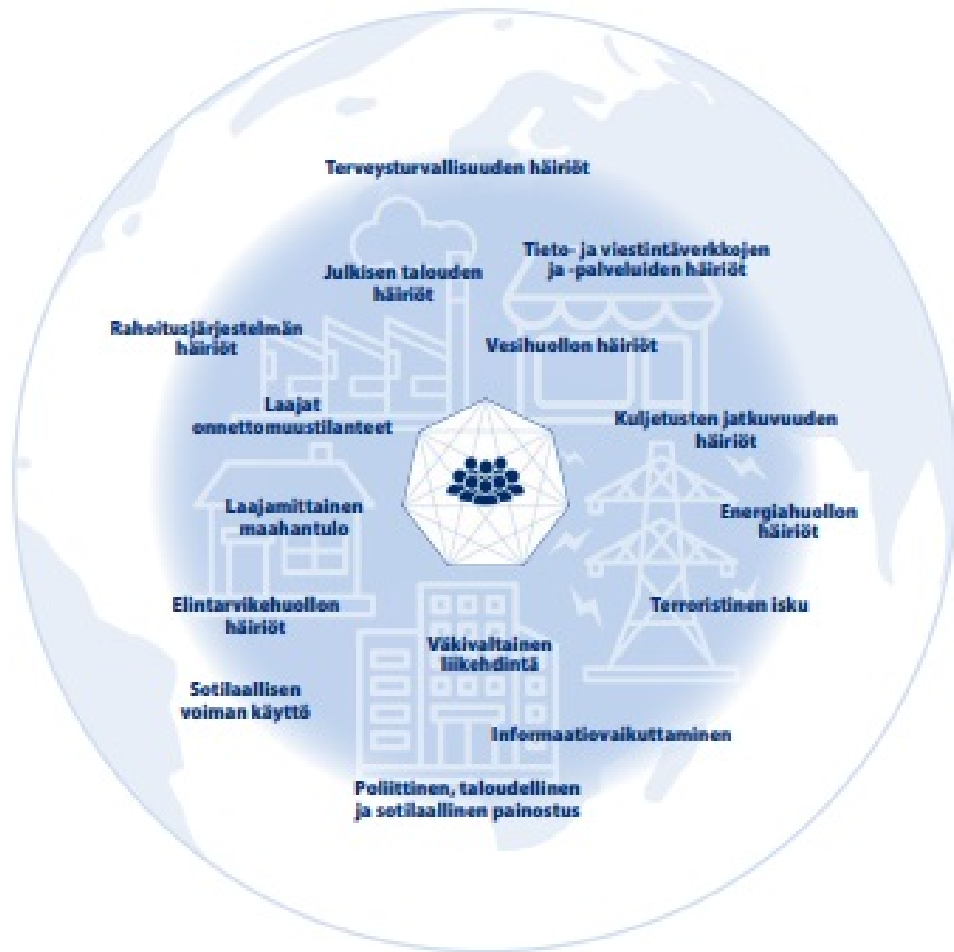 Terveysturvallisuuden häiriöt
Tieto- ja viestintäverkkojen
ja -palveluiden häiriöt
Julkisen talouden
häiriöt
Rahoitusjärjestelmän
häiriöt
Vesihuollon häiriöt
Laajat
onnettomuustilanteet
Kuljetusten jatkuvuuden
häiriöt
Laajamittainen
maahantulo
Energiahuollon
häiriöt
Elintarvikehuollon
häiriöt
Terroristinen isku
Väkivaltainen
liikehdintä
Sotilaallisen
voiman käyttö
Informaatiovaikuttaminen
Poliittinen, taloudellinen
ja sotilaallinen painostus